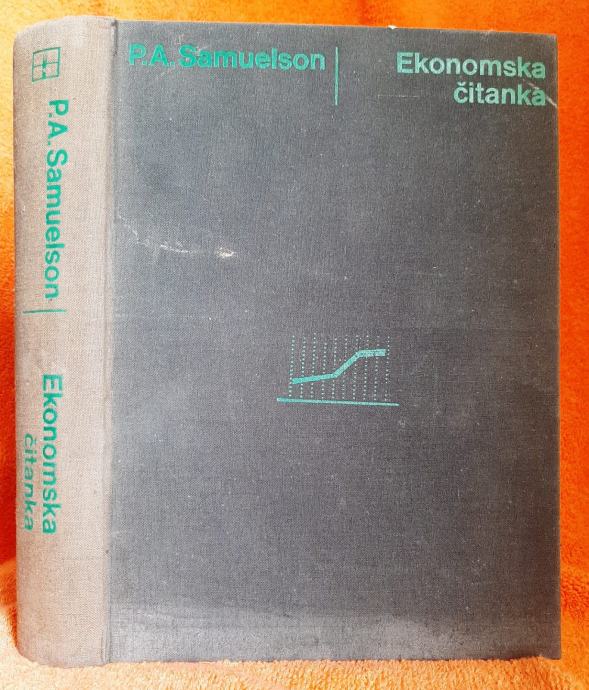 P.A. Samuelson
Ekonomska
čitanka
P.A. Samuelson
Ekonomska
čitanka